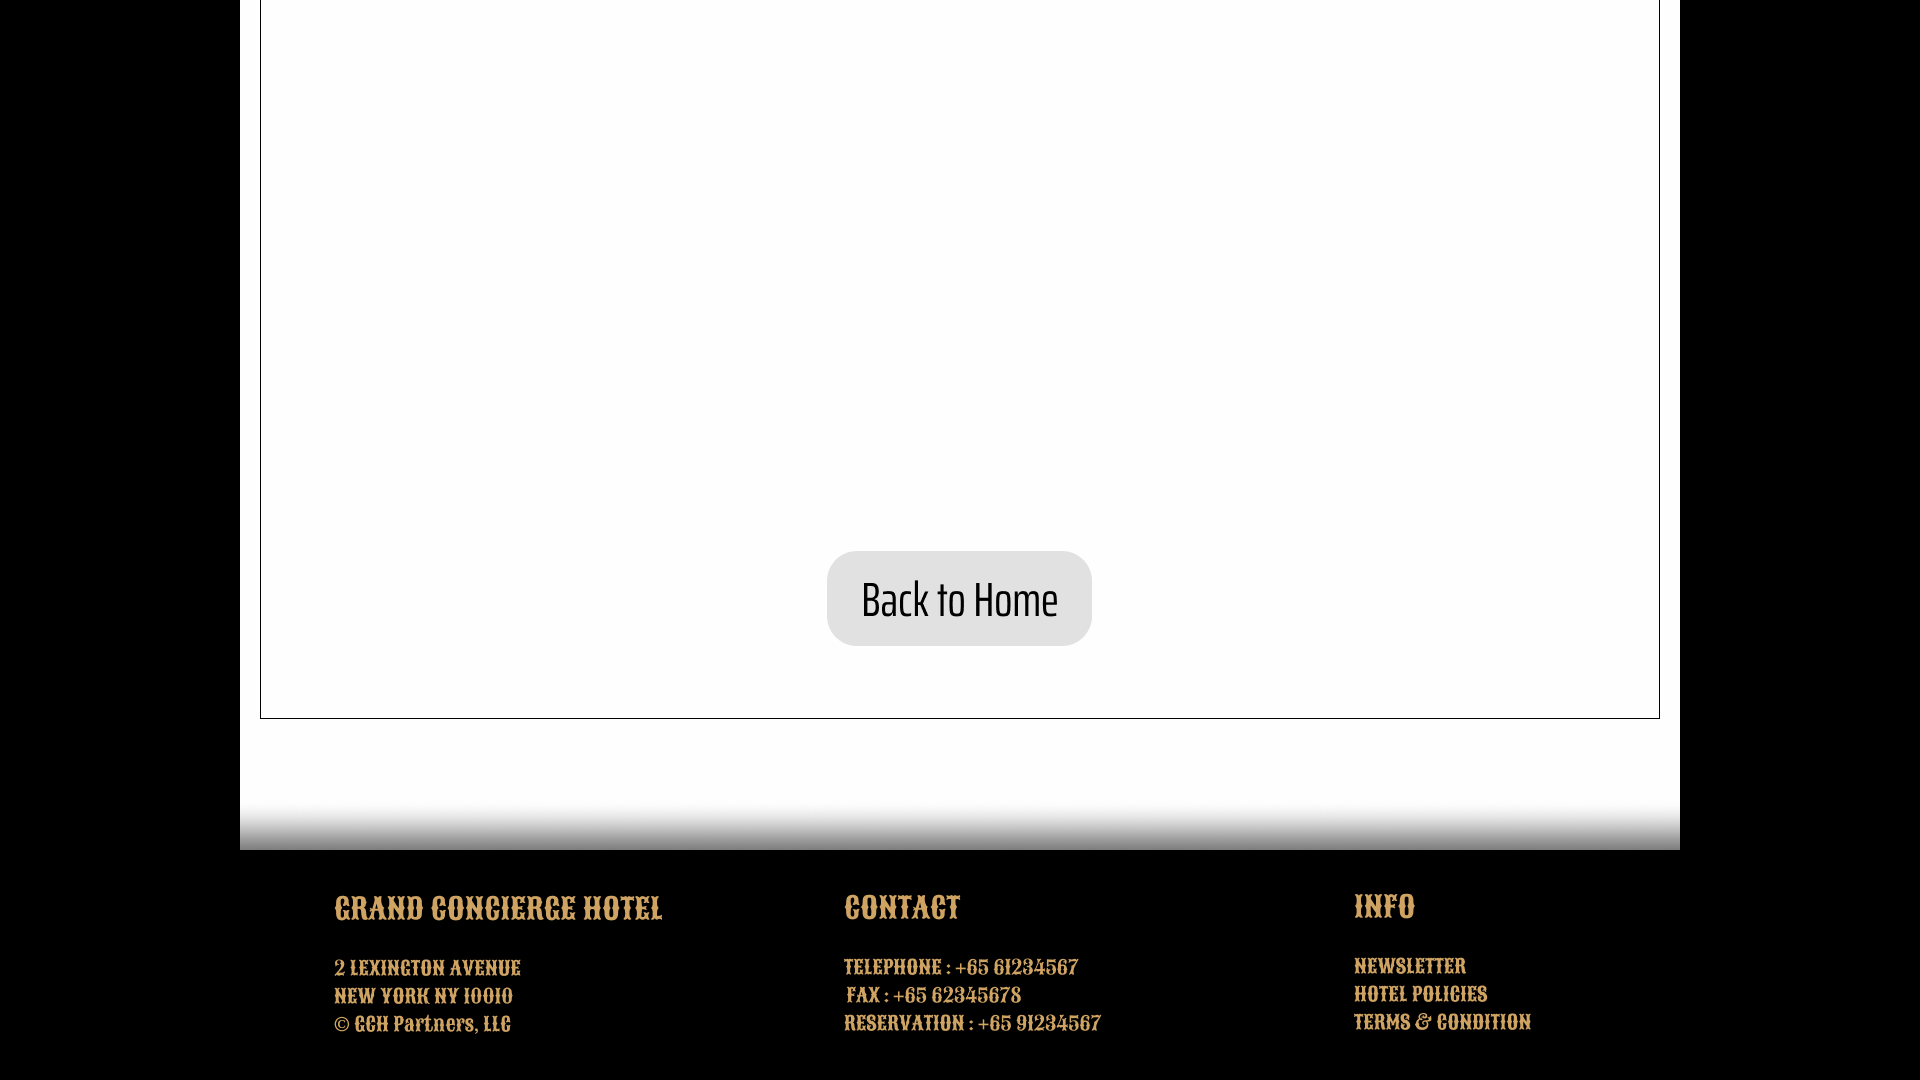 Back to Home
GRAND CONCIERGE HOTEL
2 LEXINGTON AVENUE
NEW YORK NY 10010
© GCH Partners, LLC
CONTACT
TELEPHONE : +65 61234567
FAX : +65 62345678
RESERVATION : +65 91234567
INFO
NEWSLETTER
HOTEL POLICIES
TERMS & CONDITION